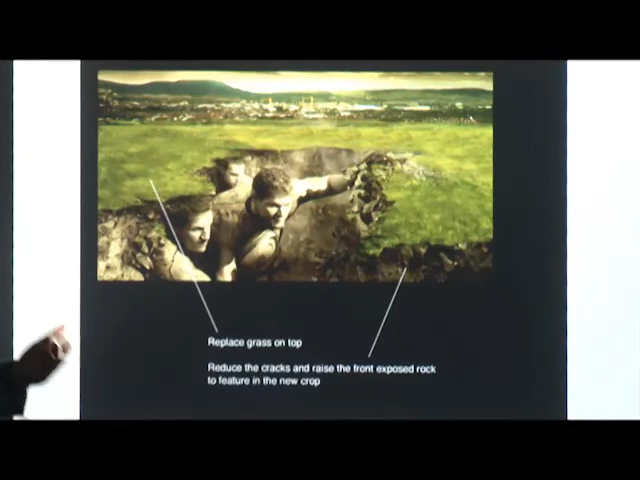 Replace grass on top
Reduce the cracks and raise the front exposed rock
to feature in the new crop